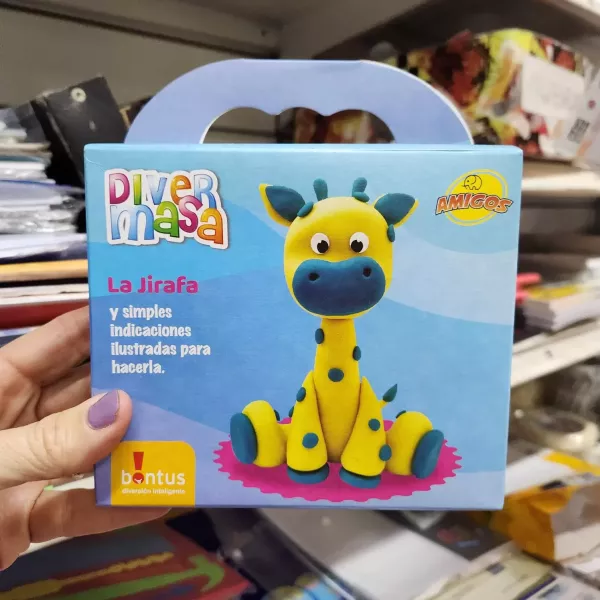 DIVER
masa
AMIGOS
La Jirafa
y simples
indicaciones
ilustradas para
hacerla.
bontus
diversión inteligente